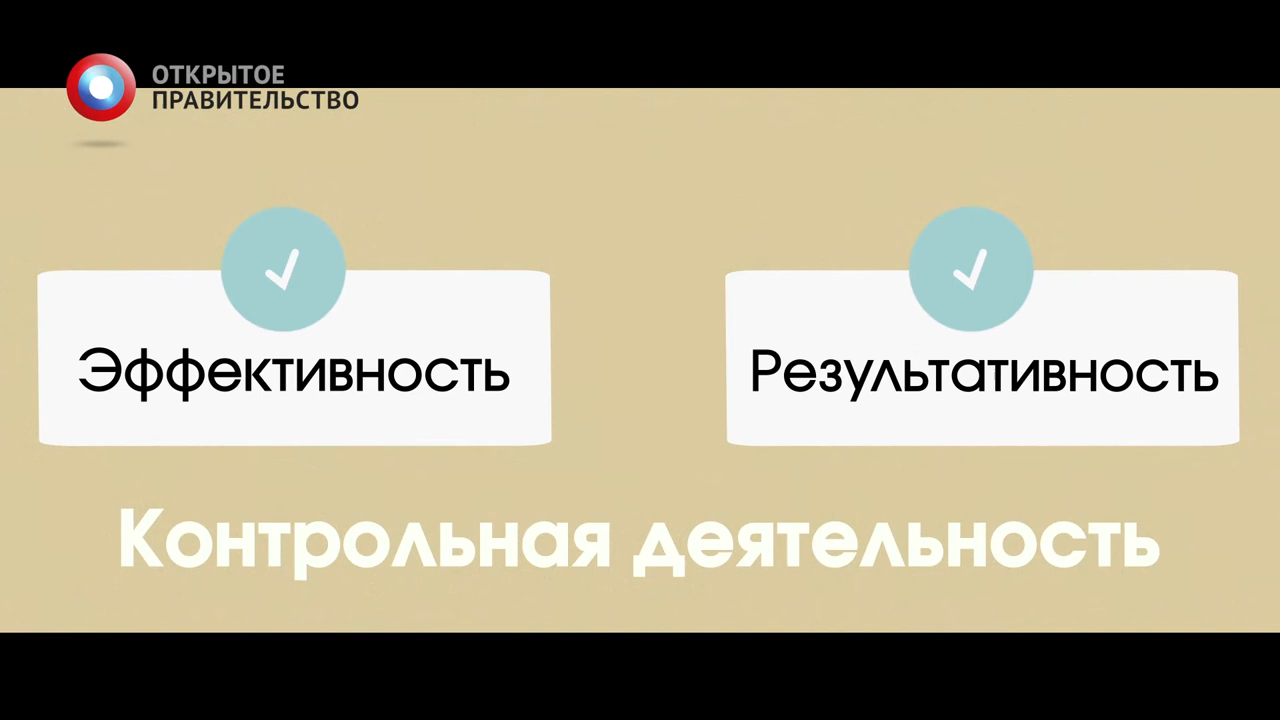 ОТКРЫТОЕ
ПРАВИТЕЛЬСТВО
Эффективность
Результативность
Контрольная деятельность